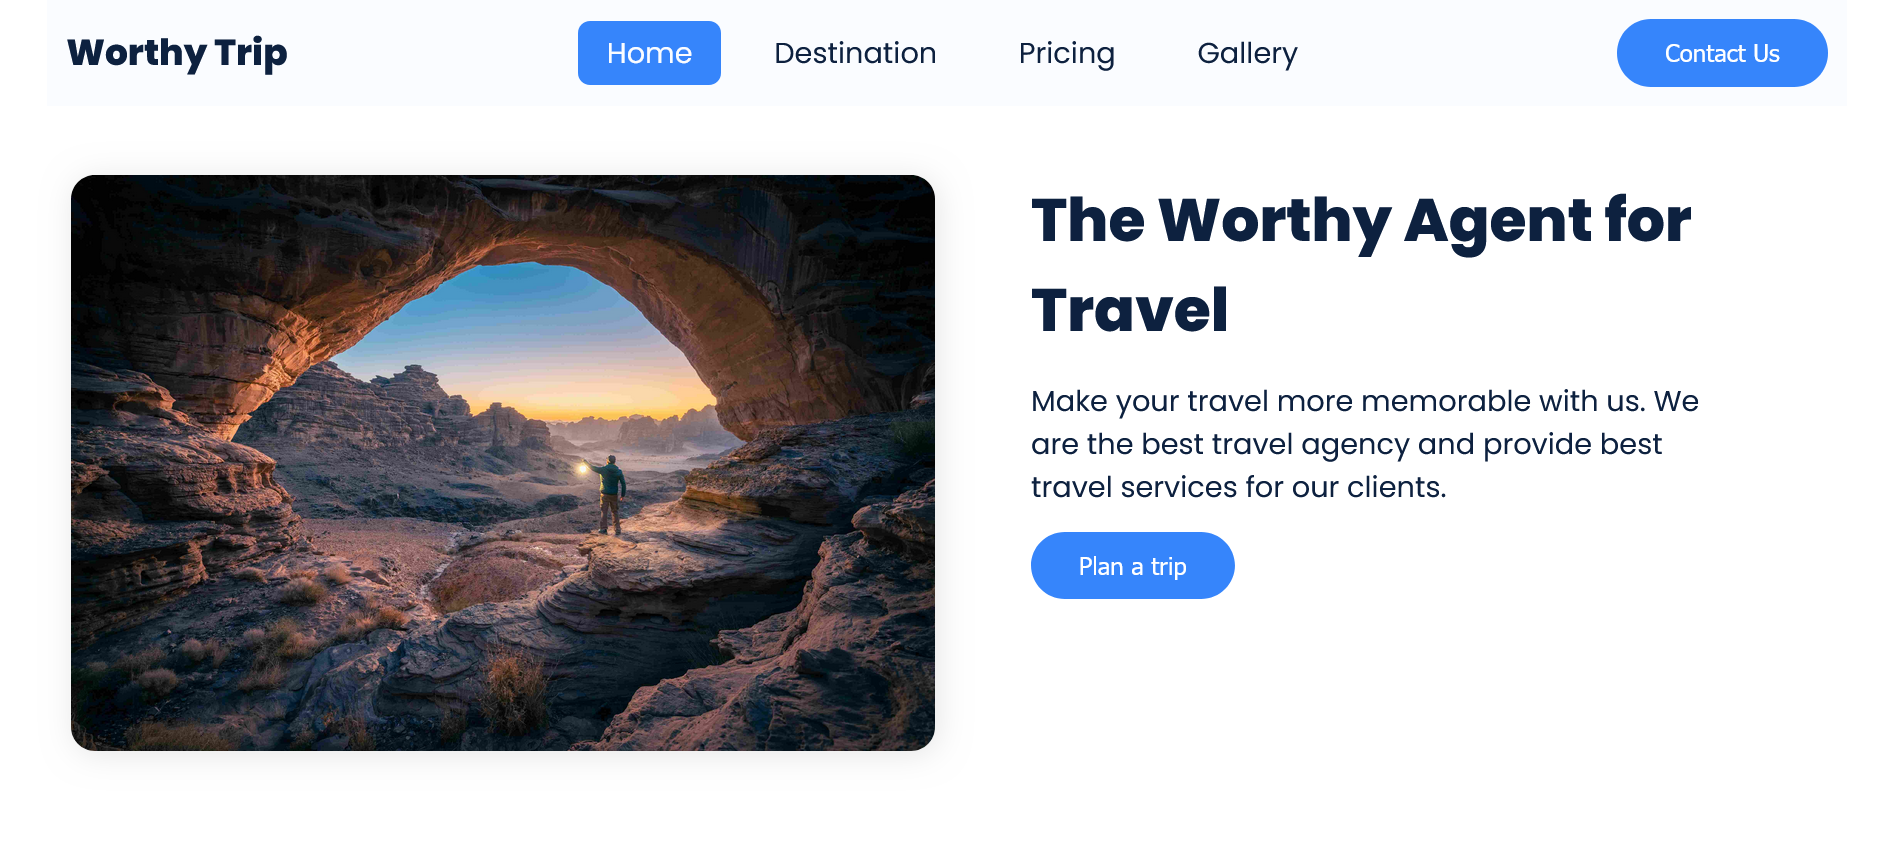 Worthy Trip
Home
Destination
Pricing
Gallery
Contact Us
The Worthy Agent for
Travel
Make your travel more memorable with us. We
are the best travel agency and provide best
travel services for our clients.
Plan a trip